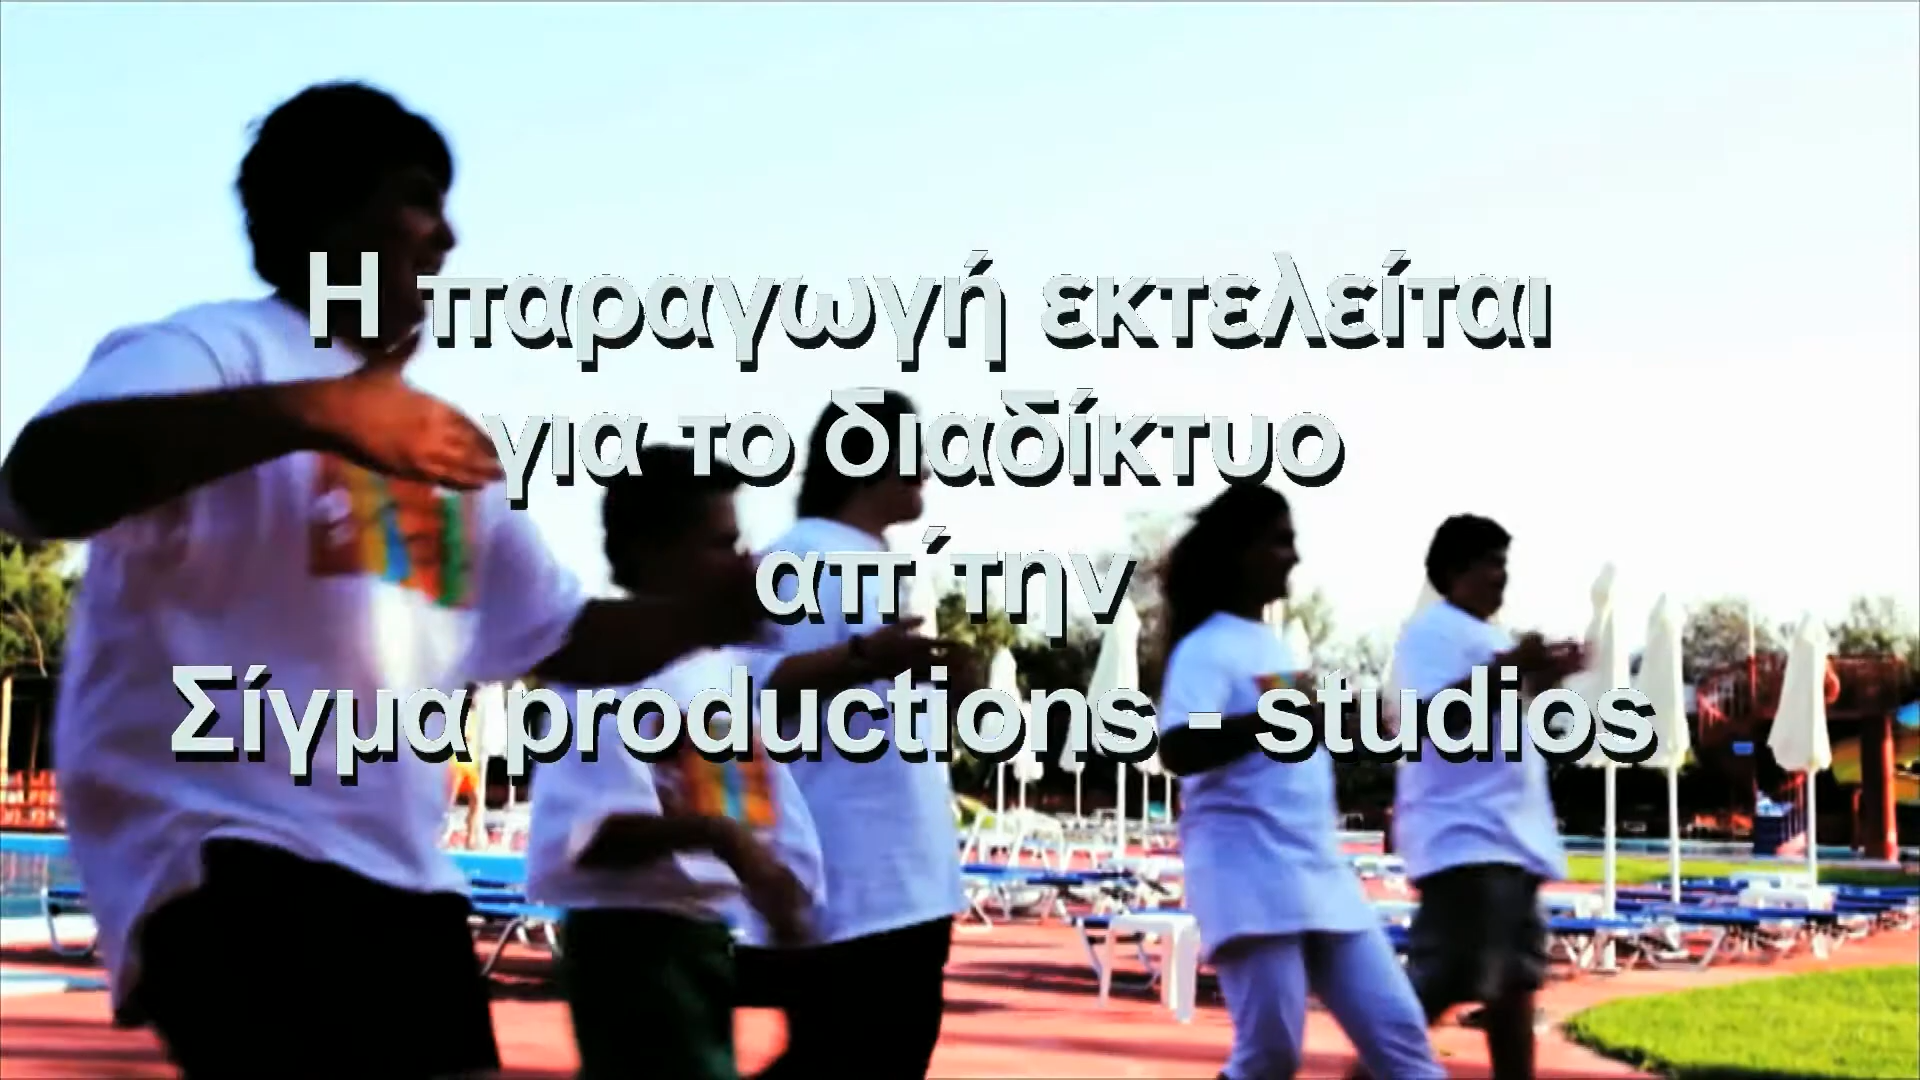 Η παραγωγή εκτελείται
για το διαδίκτυο
απ΄την
Σίγμα productions - studios